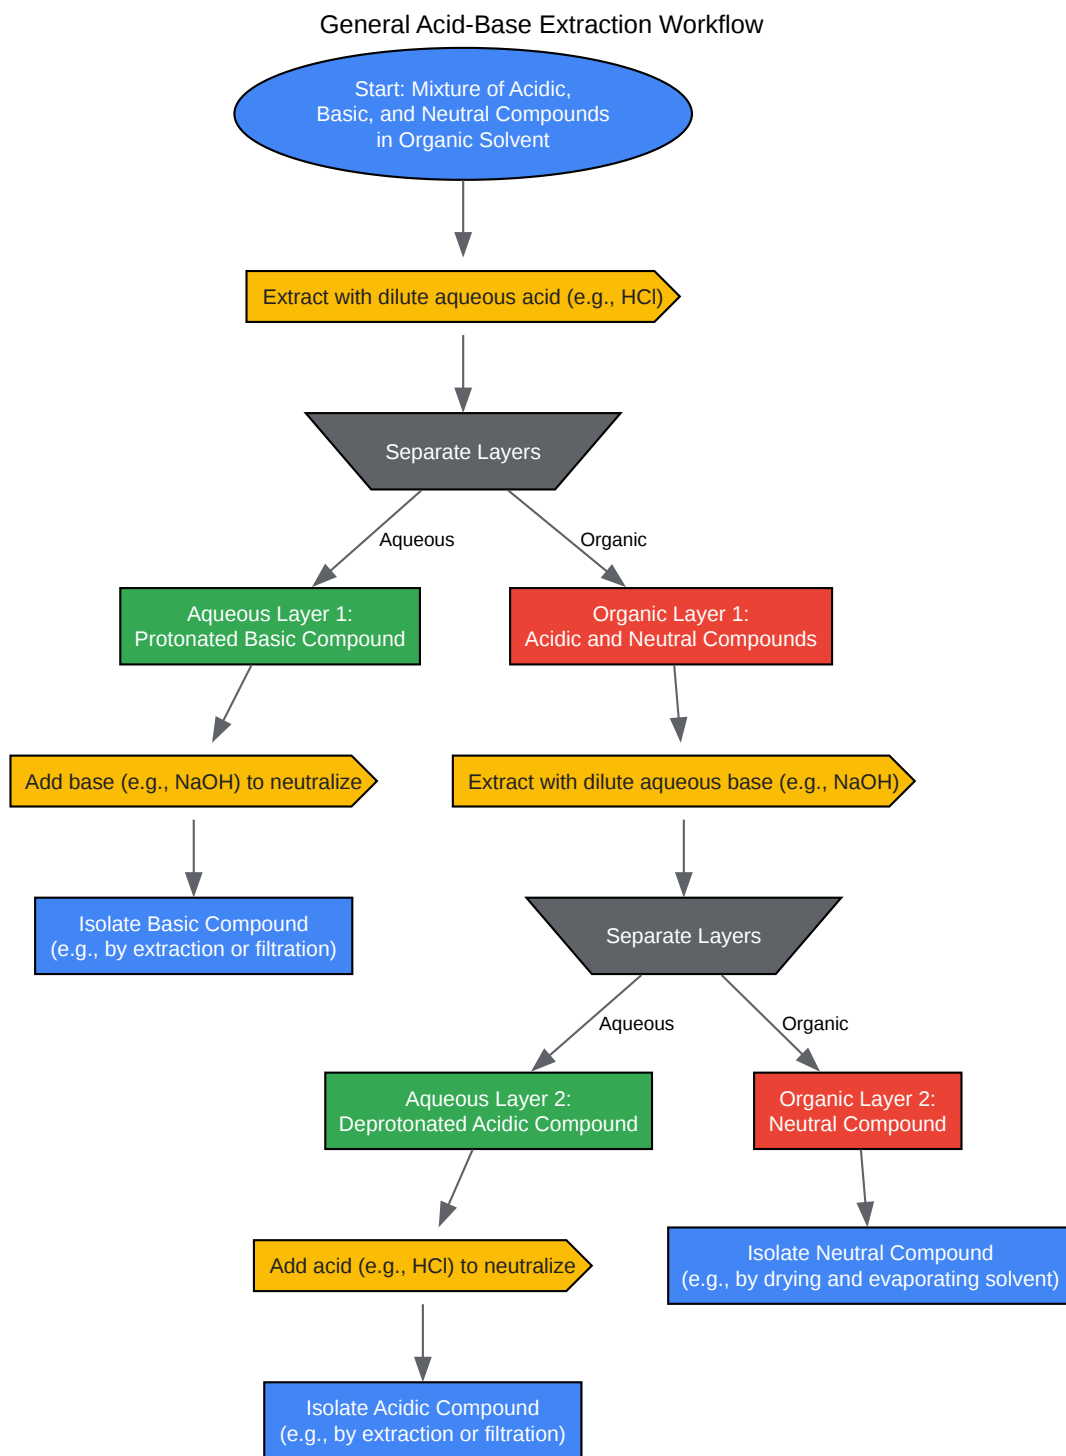 General Acid-Base Extraction Workflow
Start: Mixture of Acidic,
Basic, and Neutral Compounds
in Organic Solvent
Extract with dilute aqueous acid (e.g., HCl)
Separate Layers
Aqueous
Organic
Aqueous Layer 1:
Protonated Basic Compound
Organic Layer 1:
Acidic and Neutral Compounds
Add base (e.g., NaOH) to neutralize
Extract with dilute aqueous base (e.g., NaOH)
Isolate Basic Compound
(e.g., by extraction or filtration)
Separate Layers
Aqueous
Organic
Aqueous Layer 2:
Deprotonated Acidic Compound
Organic Layer 2:
Neutral Compound
Add acid (e.g., HCl) to neutralize
Isolate Neutral Compound
(e.g., by drying and evaporating solvent)
Isolate Acidic Compound
(e.g., by extraction or filtration)